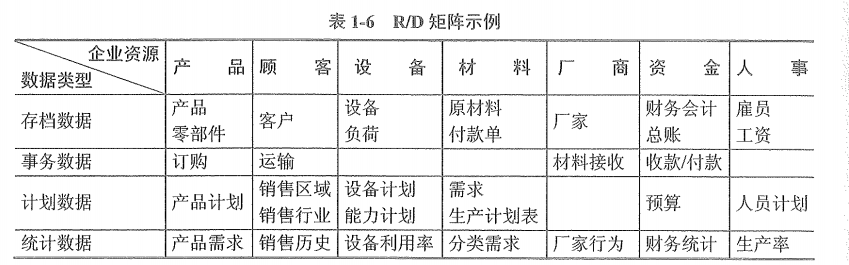 表 1-6 R/D 矩阵示例
企业资源
数据类型 产 品 顾 客 设 备 材 料 厂 商 资 金 人 事
存档数据 产品 零部件 客户 设备 负荷 原材料 付款单 厂家 财务会计 总账 雇员 工资
事务数据 订购 运输 材料接收 收款/付款
计划数据 产品计划 销售区域 销售行业 设备计划 能力计划 需求 生产计划表 预算 人员计划
统计数据 产品需求 销售历史 设备利用率 分类需求 厂家行为 财务统计 生产率